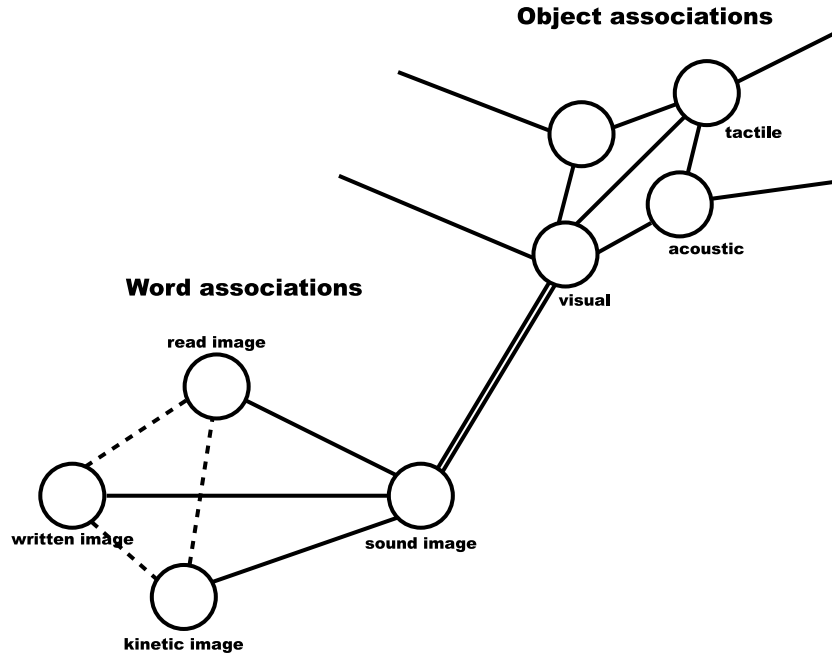 Object associations
tactile
acoustic
visual
Word associations
read image
written image
sound image
kinetic image